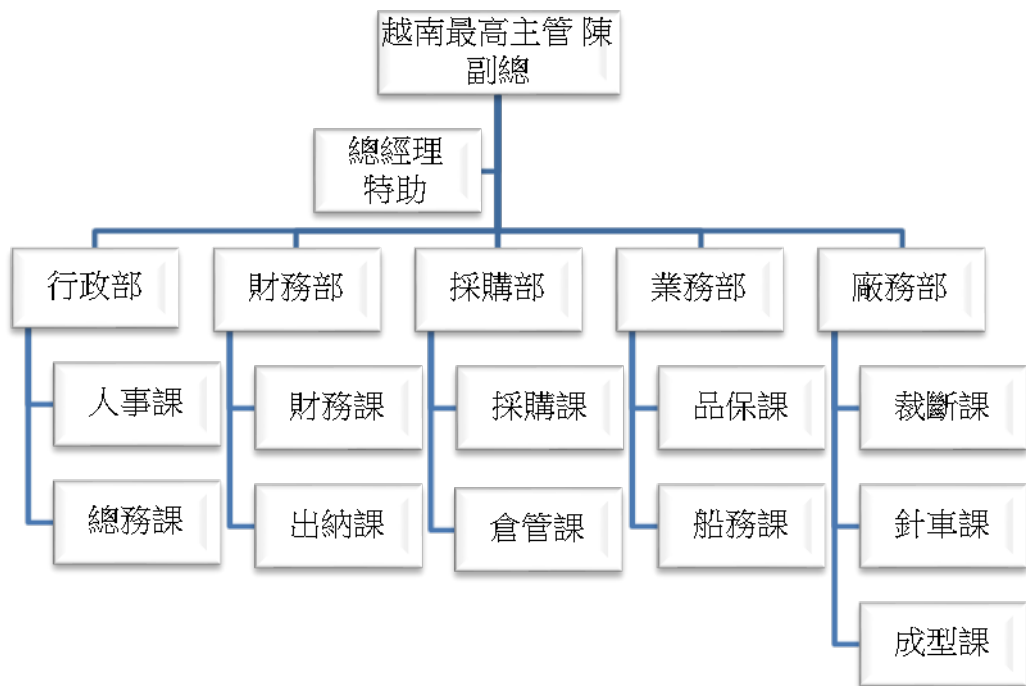 越南最高主管 陳
副總
總經理
特助
行政部
財務部
採購部
業務部
廠務部
人事課
財務課
採購課
品保課
裁斷課
總務課
出納課
倉管課
船務課
針車課
成型課